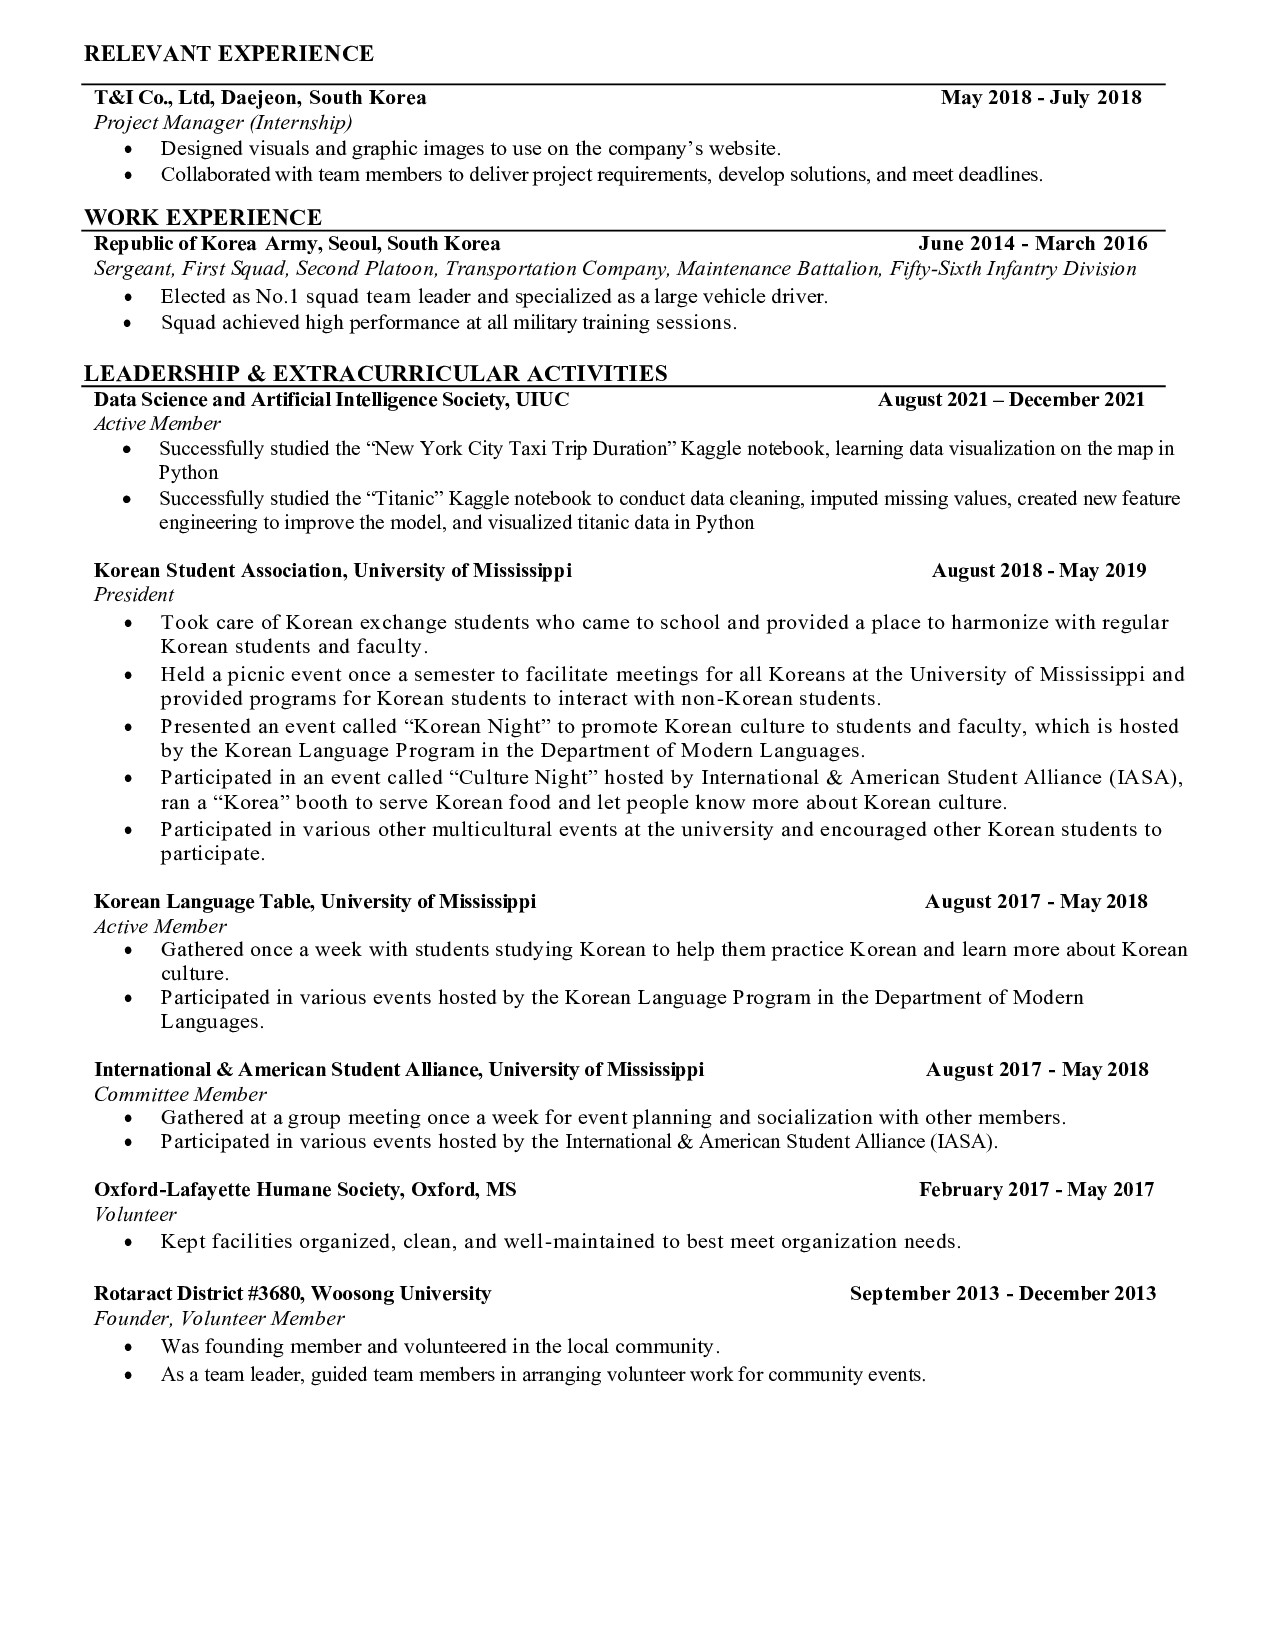 RELEVANT EXPERIENCE
T&I Co., Ltd, Daejeon, South Korea May 2018 - July 2018
Project Manager (Internship)
• Designed visuals and graphic images to use on the company's website.
• Collaborated with team members to deliver project requirements, develop solutions, and meet deadlines.
WORK EXPERIENCE
Republic of Korea Army, Seoul, South Korea June 2014 - March 2016
Sergeant, First Squad, Second Platoon, Transportation Company, Maintenance Battalion, Fifty-Sixth Infantry Division
• Elected as No.1 squad team leader and specialized as a large vehicle driver.
• Squad achieved high performance at all military training sessions.
LEADERSHIP & EXTRACURRICULAR ACTIVITIES
Data Science and Artificial Intelligence Society, UIUC August 2021 – December 2021
Active Member
• Successfully studied the “New York City Taxi Trip Duration” Kaggle notebook, learning data visualization on the map in
Python
• Successfully studied the “Titanic” Kaggle notebook to conduct data cleaning, imputed missing values, created new feature
engineering to improve the model, and visualized titanic data in Python
Korean Student Association, University of Mississippi August 2018 - May 2019
President
• Took care of Korean exchange students who came to school and provided a place to harmonize with regular
Korean students and faculty.
• Held a picnic event once a semester to facilitate meetings for all Koreans at the University of Mississippi and
provided programs for Korean students to interact with non-Korean students.
• Presented an event called “Korean Night” to promote Korean culture to students and faculty, which is hosted
by the Korean Language Program in the Department of Modern Languages.
• Participated in an event called “Culture Night” hosted by International & American Student Alliance (IASA),
ran a “Korea” booth to serve Korean food and let people know more about Korean culture.
• Participated in various other multicultural events at the university and encouraged other Korean students to
participate.
Korean Language Table, University of Mississippi August 2017 - May 2018
Active Member
• Gathered once a week with students studying Korean to help them practice Korean and learn more about Korean
culture.
• Participated in various events hosted by the Korean Language Program in the Department of Modern
Languages.
International & American Student Alliance, University of Mississippi August 2017 - May 2018
Committee Member
• Gathered at a group meeting once a week for event planning and socialization with other members.
• Participated in various events hosted by the International & American Student Alliance (IASA).
Oxford-Lafayette Humane Society, Oxford, MS February 2017 - May 2017
Volunteer
• Kept facilities organized, clean, and well-maintained to best meet organization needs.
Rotaract District #3680, Woosong University September 2013 - December 2013
Founder, Volunteer Member
• Was founding member and volunteered in the local community.
• As a team leader, guided team members in arranging volunteer work for community events.